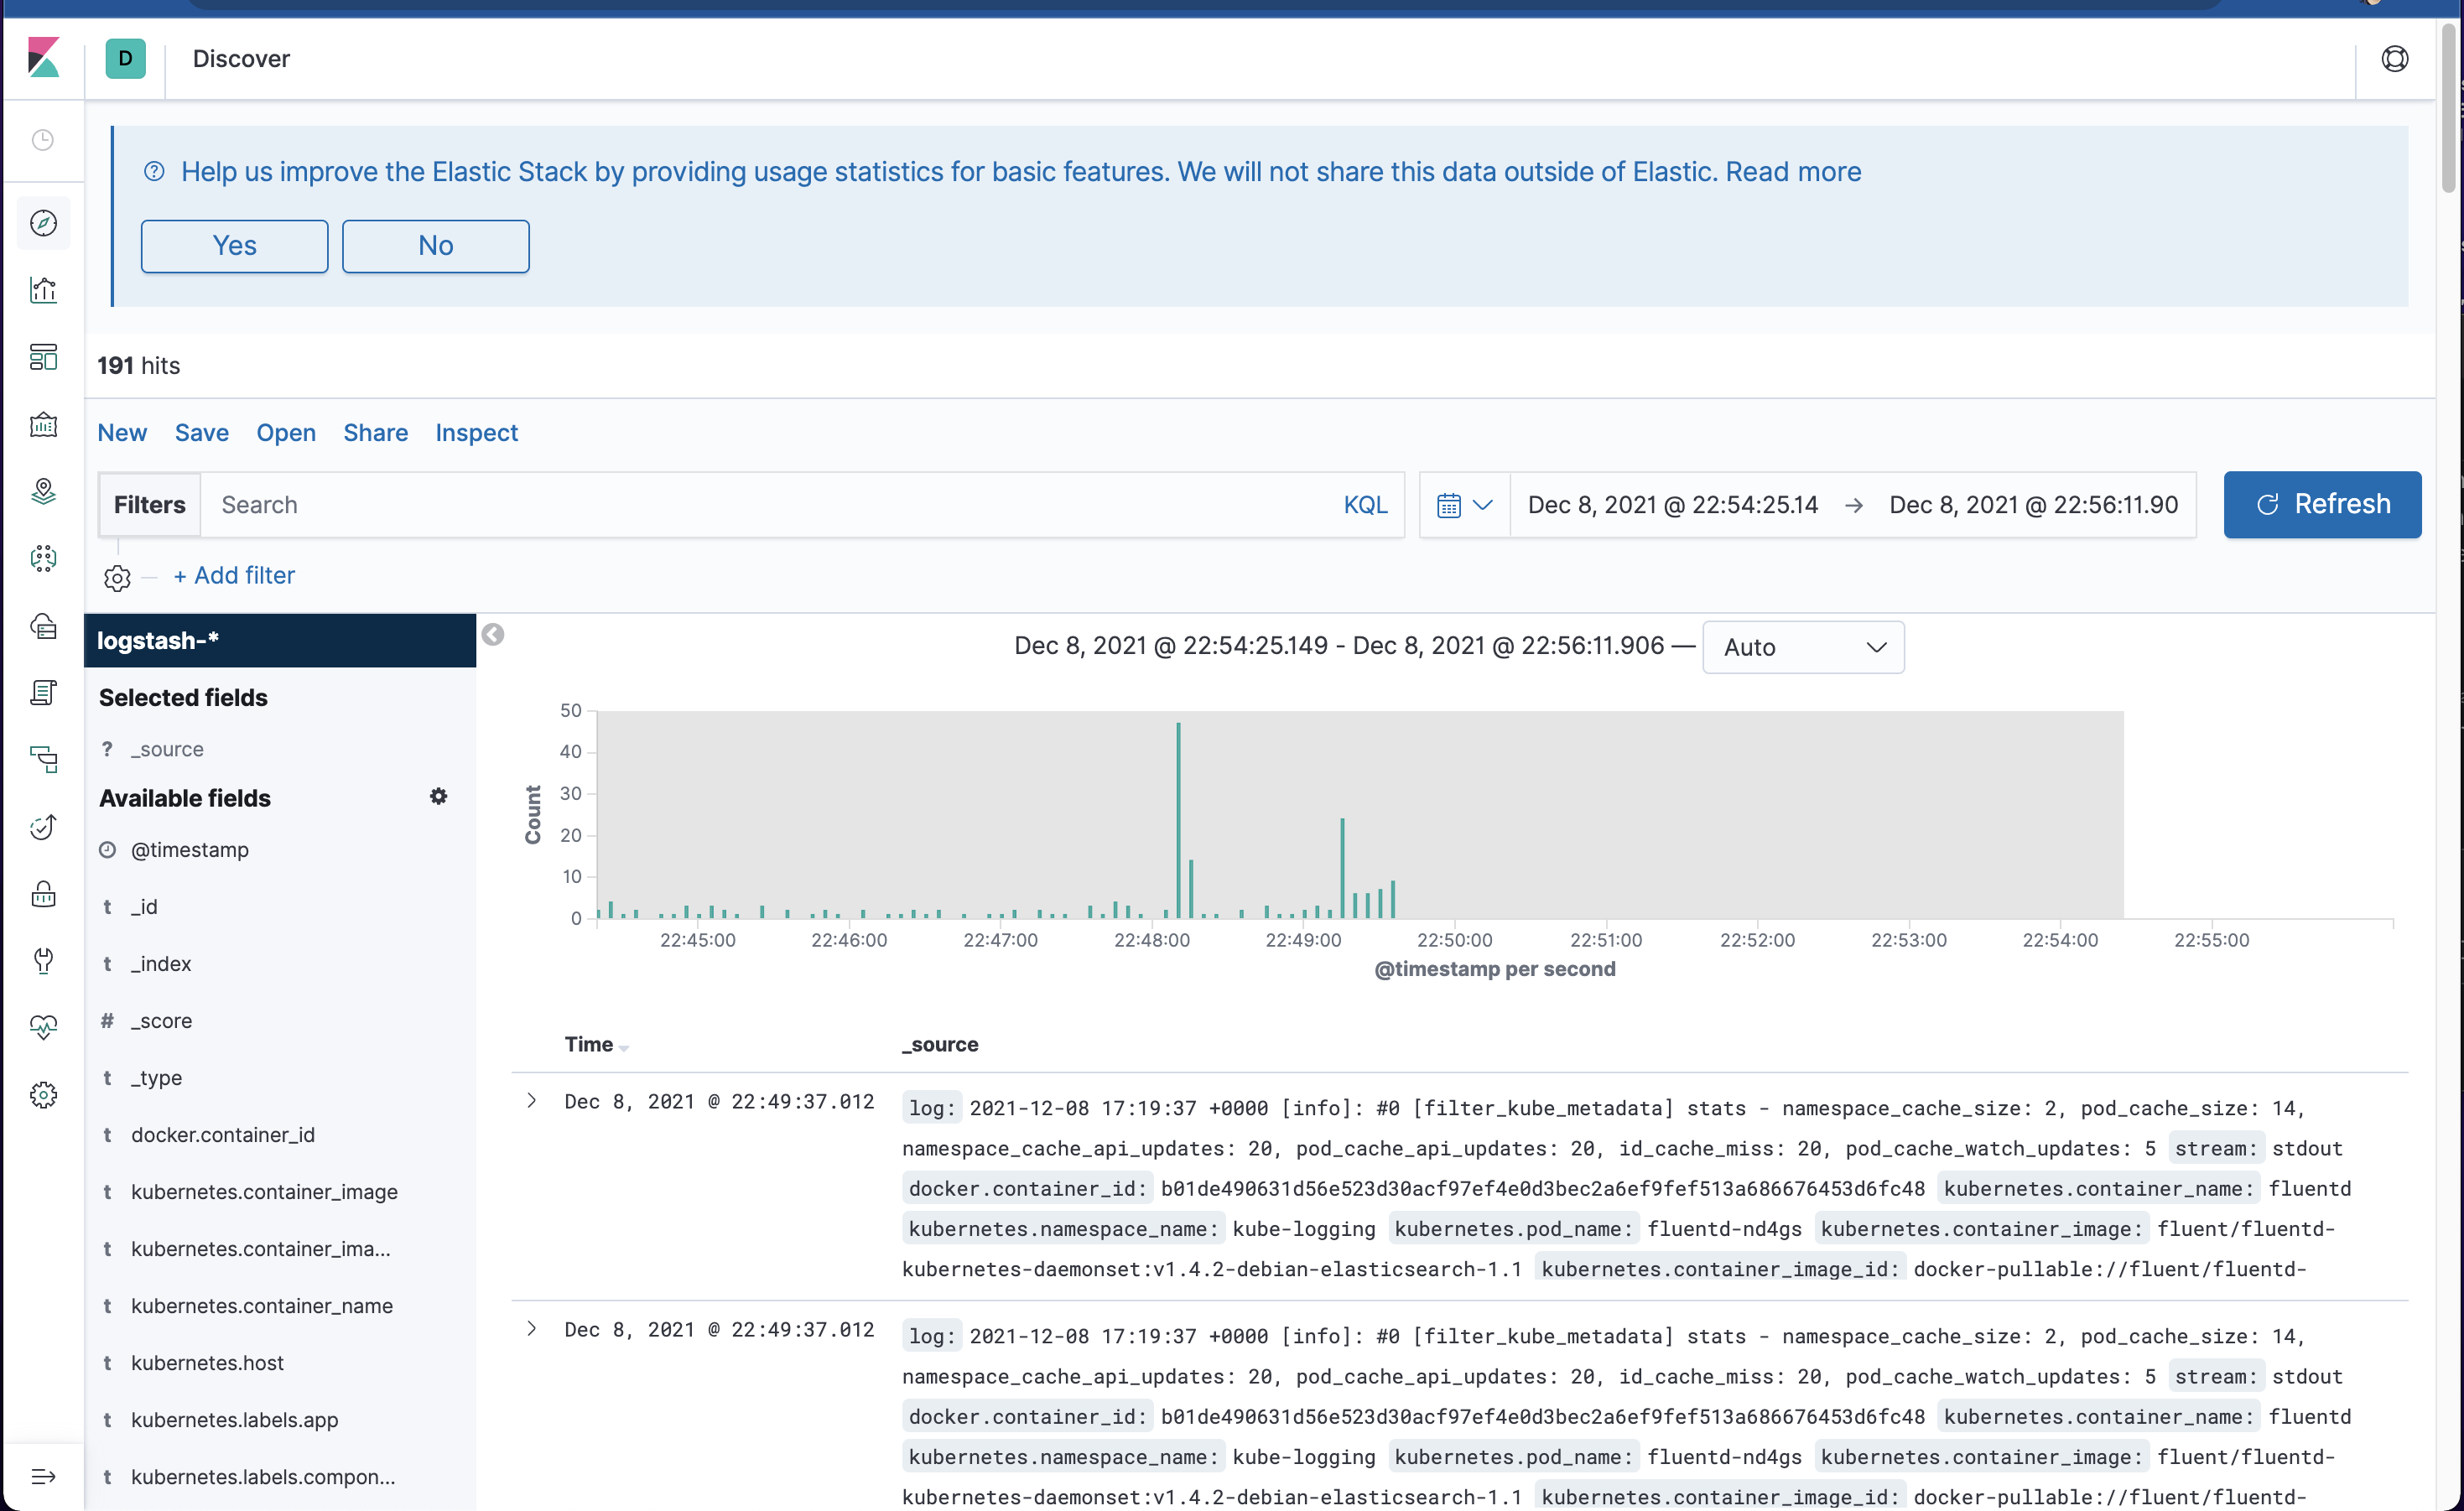 D Discover
Help us improve the Elastic Stack by providing usage statistics for basic features. We will not share this data outside of Elastic. Read more
Yes No
191 hits
New Save Open Share Inspect
Filters Search KQL Dec 8, 2021 @ 22:54:25.14 → Dec 8, 2021 @ 22:56:11.90 Refresh
+ Add filter
logstash-*
Selected fields
? _source
Available fields
@timestamp
t _id
t _index
# _score
t _type
t docker.container_id
t kubernetes.container_image
t kubernetes.container_ima...
t kubernetes.container_name
t kubernetes.host
t kubernetes.labels.app
t kubernetes.labels.compon...
Dec 8, 2021 @ 22:54:25.149 - Dec 8, 2021 @ 22:56:11.906 — Auto
50
40
30
20
10
0
Count
22:45:00 22:46:00 22:47:00 22:48:00 22:49:00 22:50:00 22:51:00 22:52:00 22:53:00 22:54:00 22:55:00
@timestamp per second
Time _source
Dec 8, 2021 @ 22:49:37.012 log: 2021-12-08 17:19:37 +0000 [info]: #0 [filter_kube_metadata] stats - namespace_cache_size: 2, pod_cache_size: 14,
namespace_cache_api_updates: 20, pod_cache_api_updates: 20, id_cache_miss: 20, pod_cache_watch_updates: 5 stream: stdout
docker.container_id: b01de490631d56e523d30acf97ef4e0d3bec2a6ef9fef513a686676453d6fc48 kubernetes.container_name: fluentd
kubernetes.namespace_name: kube-logging kubernetes.pod_name: fluentd-nd4gs kubernetes.container_image: fluent/fluentd-
kubernetes-daemonset:v1.4.2-debian-elasticsearch-1.1 kubernetes.container_image_id: docker-pullable://fluent/fluentd-
Dec 8, 2021 @ 22:49:37.012 log: 2021-12-08 17:19:37 +0000 [info]: #0 [filter_kube_metadata] stats - namespace_cache_size: 2, pod_cache_size: 14,
namespace_cache_api_updates: 20, pod_cache_api_updates: 20, id_cache_miss: 20, pod_cache_watch_updates: 5 stream: stdout
docker.container_id: b01de490631d56e523d30acf97ef4e0d3bec2a6ef9fef513a686676453d6fc48 kubernetes.container_name: fluentd
kubernetes.namespace_name: kube-logging kubernetes.pod_name: fluentd-nd4gs kubernetes.container_image: fluent/fluentd-
kubernetes-daemonset:v1.4.2-debian-elasticsearch-1.1 kubernetes.container_image_id: docker-pullable://fluent/fluentd-